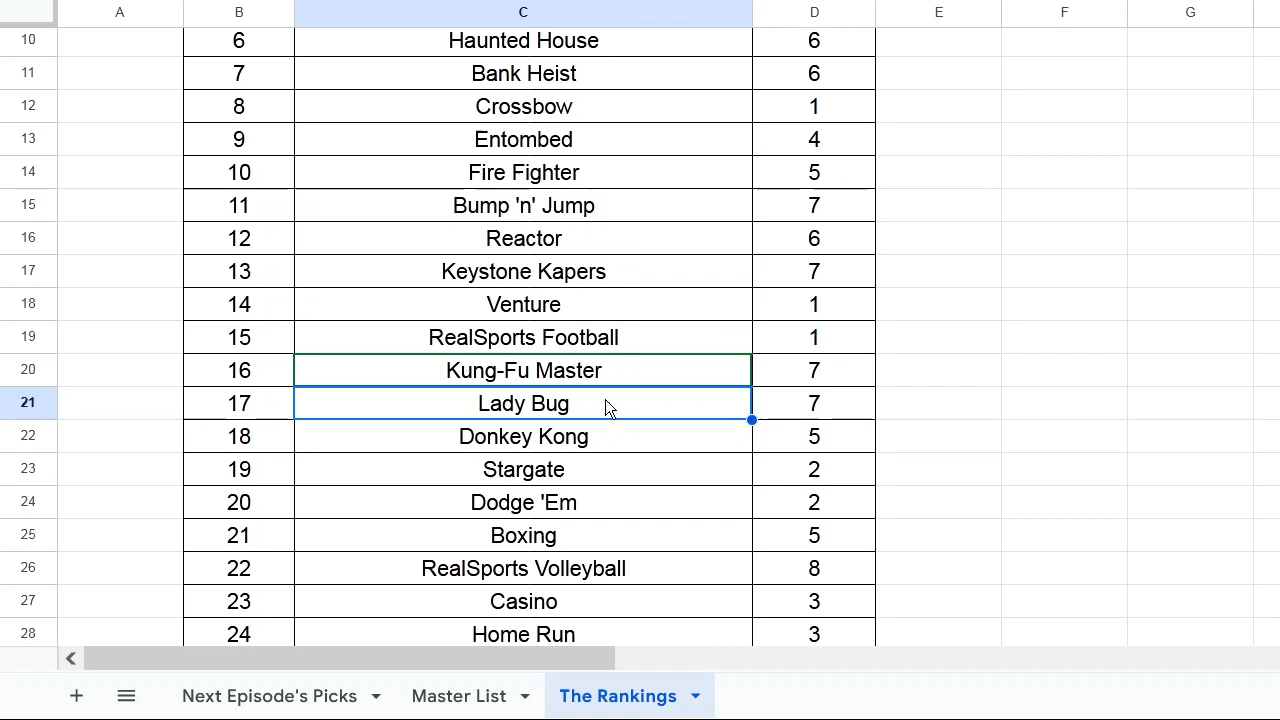 B C D E F G A
10 6 Haunted House 6
11 7 Bank Heist 6
12 8 Crossbow 1
13 9 Entombed 4
14 10 Fire Fighter 5
15 11 Bump 'n' Jump 7
16 12 Reactor 6
17 13 Keystone Kapers 7
18 14 Venture 1
19 15 RealSports Football 1
20 16 Kung-Fu Master 7
21 17 Lady Bug 7
22 18 Donkey Kong 5
23 19 Stargate 2
24 20 Dodge 'Em 2
25 21 Boxing 5
26 22 RealSports Volleyball 8
27 23 Casino 3
28 24 Home Run 3
Next Episode's Picks Master List The Rankings